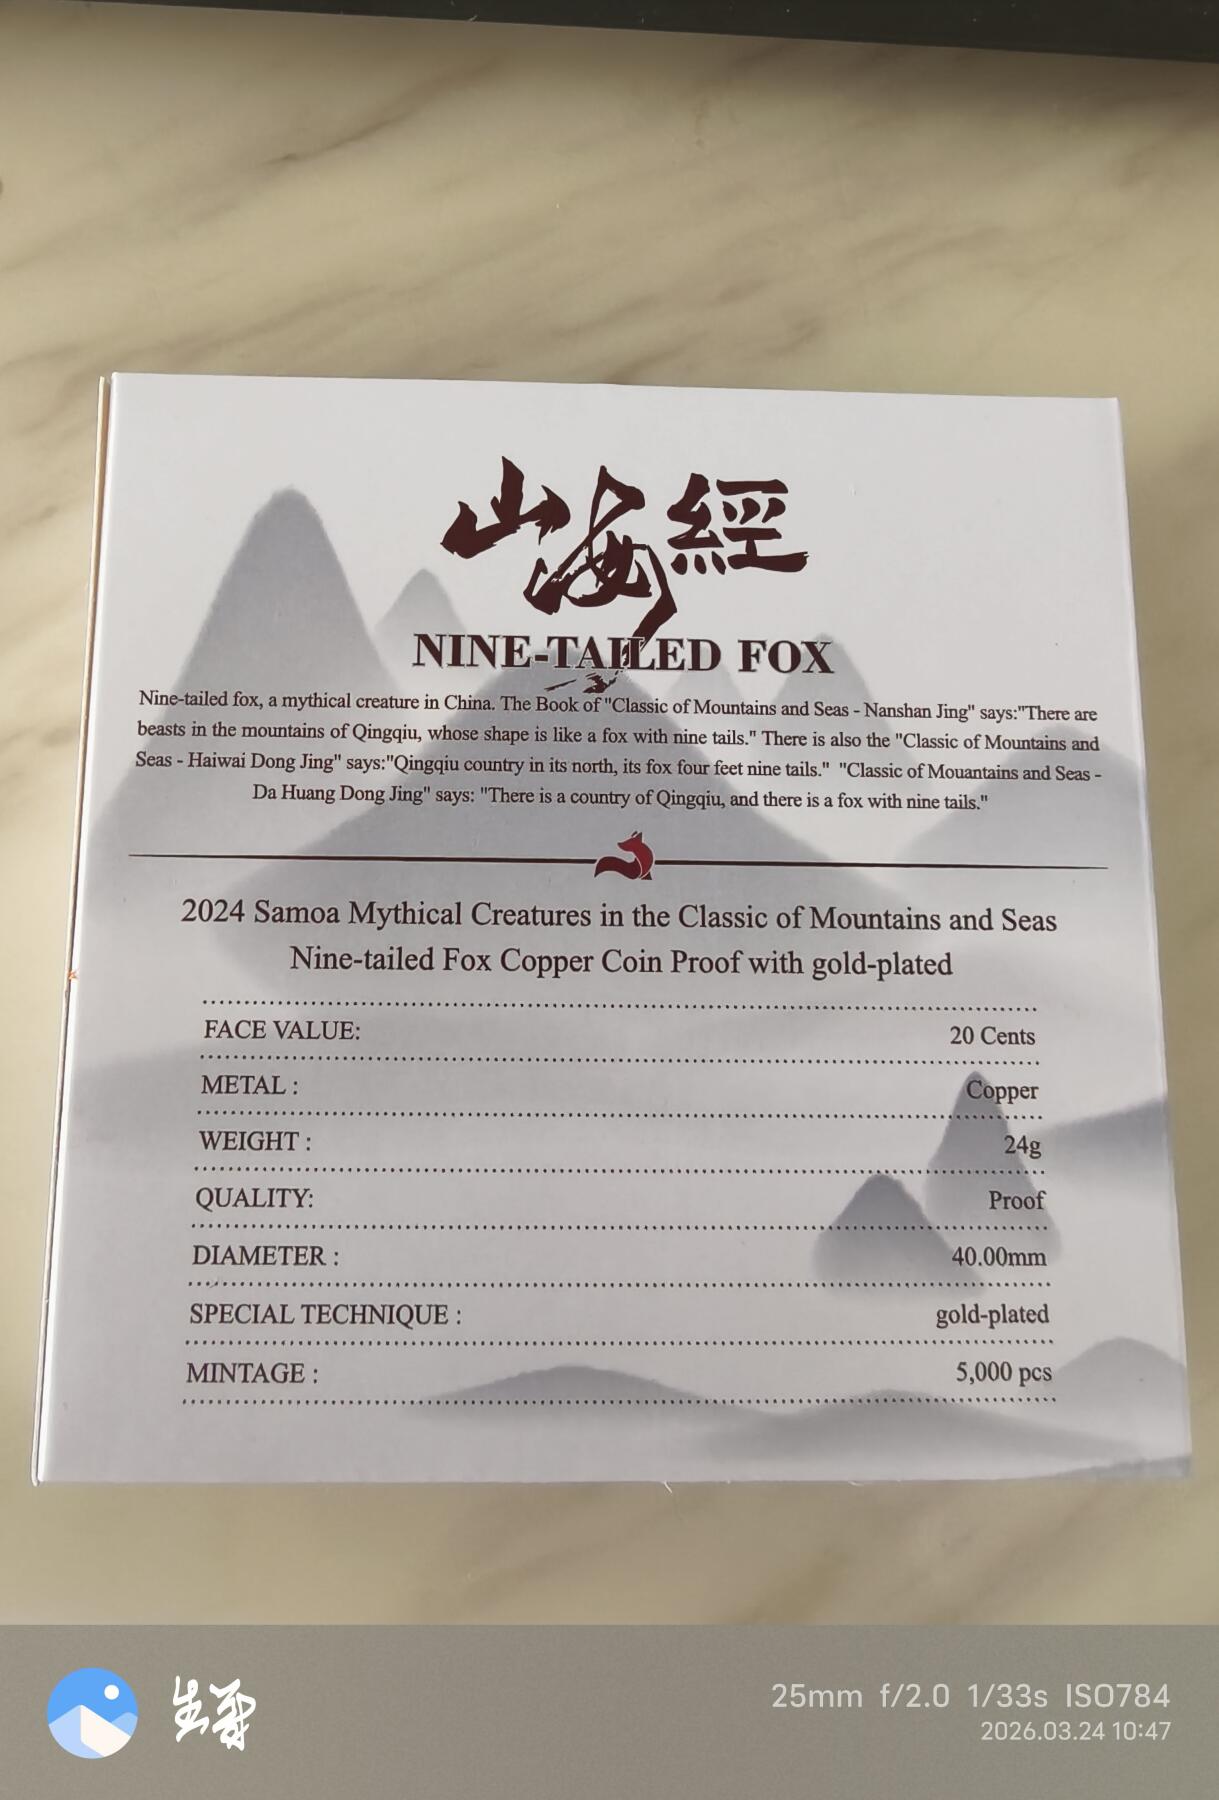 山海經
NINE-TAILED FOX
Nine-tailed fox, a mythical creature in China. The Book of "Classic of Mountains and Seas - Nanshan Jing" says:"There are
beasts in the mountains of Qingqiu, whose shape is like a fox with nine tails." There is also the "Classic of Mountains and
Seas - Haiwai Dong Jing" says:"Qingqiu country in its north, its fox four feet nine tails." "Classic of Mouantains and Seas -
Da Huang Dong Jing" says: "There is a country of Qingqiu, and there is a fox with nine tails."
2024 Samoa Mythical Creatures in the Classic of Mountains and Seas
Nine-tailed Fox Copper Coin Proof with gold-plated
FACE VALUE: 20 Cents
METAL : Copper
WEIGHT : 24g
QUALITY: Proof
DIAMETER : 40.00mm
SPECIAL TECHNIQUE : gold-plated
MINTAGE : 5,000 pcs
25mm f/2.0 1/33s ISO784
2026.03.24 10:47